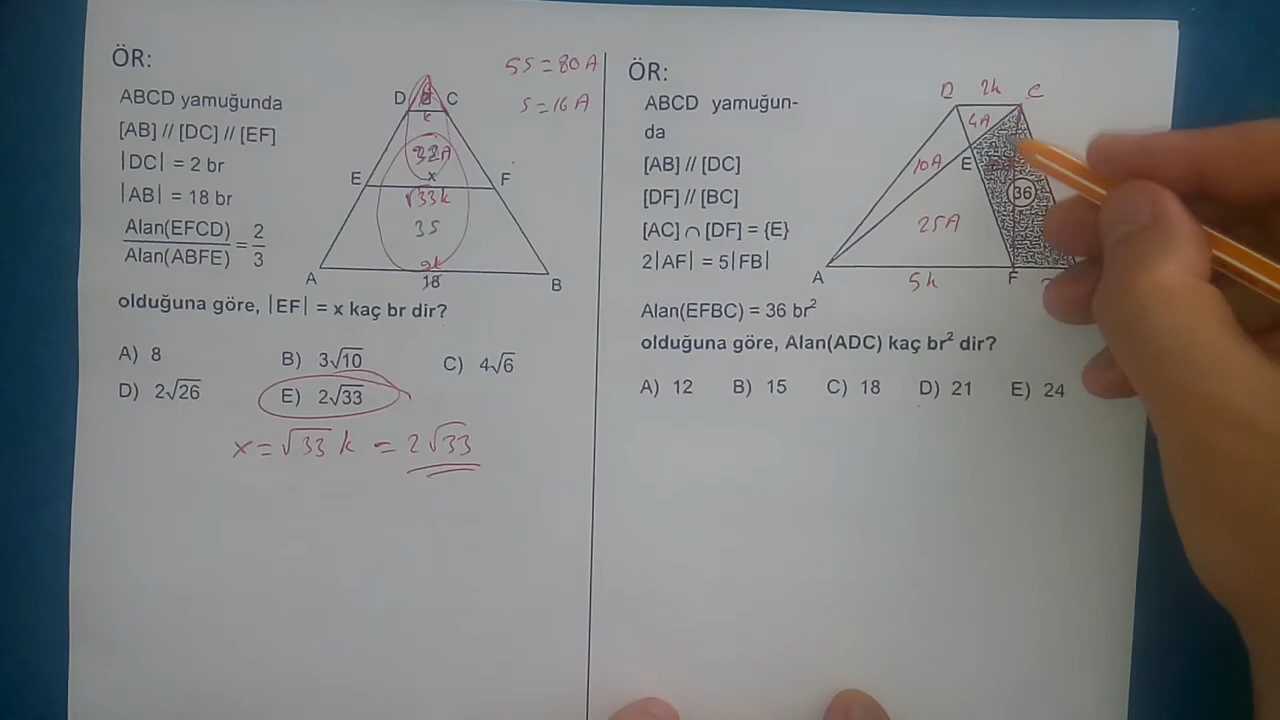 ÖR:
ABCD yamuğunda
[AB] // [DC] // [EF]
|DC| = 2 br
|AB| = 18 br
Alan(EFCD)
Alan(ABFE)
= 2
3
olduğuna göre, |EF| = x kaç br dir?
A) 8
B) 3√10
C) 4√6
D) 2√26
E) 2√33
x = √33 k = 2√33
D
C
k
32A
E
x
F
√33 k
3S
9k
A
18
B
5S = 80A
S = 16A
ÖR:
ABCD yamuğun-
da
[AB] // [DC]
[DF] // [BC]
[AC] ∩ [DF] = {E}
2|AF| = 5|FB|
Alan(EFBC) = 36 br²
olduğuna göre, Alan(ADC) kaç br² dir?
A) 12
B) 15
C) 18
D) 21
E) 24
D
2k
C
4A
10A
E
36
25A
A
5k
F